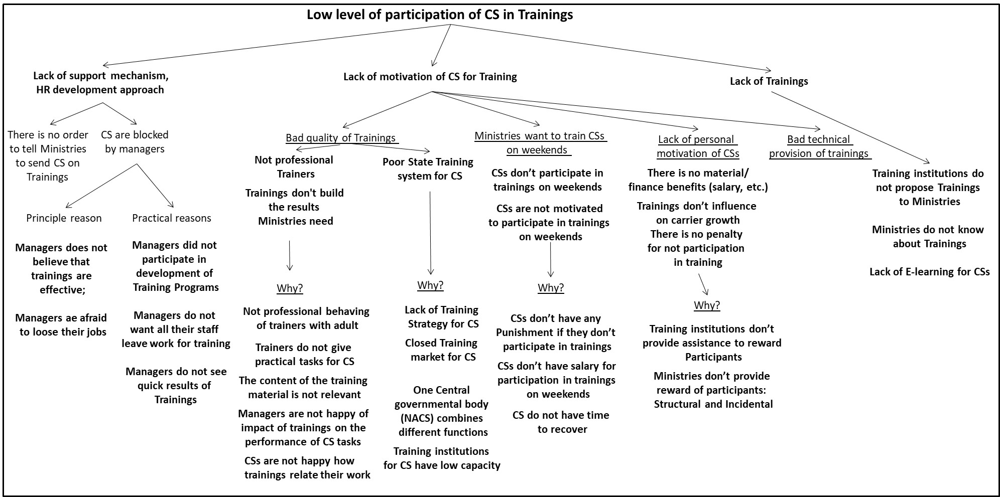 Low level of participation of CS in Trainings
Lack of support mechanism,
HR development approach
Lack of motivation of CS for Training
Lack of Trainings
There is no order
to tell Ministries
to send CS on
Trainings
CS are blocked
by managers
Principle reason
Managers does not
believe that
trainings are
effective;
Managers ae afraid
to loose their jobs
Practical reasons
Managers did not
participate in
development of
Training Programs
Managers do not
want all their staff
leave work for training
Managers do not see
quick results of
Trainings
Bad quality of Trainings
Not professional
Trainers
Trainings don't build
the results
Ministries need
Why?
Not professional behaving
of trainers with adult
Trainers do not give
practical tasks for CS
The content of the training
material is not relevant
Managers are not happy of
impact of trainings on the
performance of CS tasks
CSs are not happy how
trainings relate their work
Poor State Training
system for CS
Why?
Lack of Training
Strategy for CS
Closed Training
market for CS
One Central
governmental body
(NACS) combines
different functions
Training institutions
for CS have low capacity
Ministries want to train CSs
on weekends
CSs don’t participate in
trainings on weekends
CSs are not motivated
to participate in trainings
on weekends
Why?
CSs don’t have any
Punishment if they don’t
participate in trainings
CSs don’t have salary for
participation in trainings
on weekends
CS do not have time
to recover
Lack of personal
motivation of CSs
There is no material/
finance benefits (salary, etc.)
Trainings don’t influence
on carrier growth
There is no penalty
for not participation
in training
Why?
Training institutions don’t
provide assistance to reward
Participants
Ministries don’t provide
reward of participants:
Structural and Incidental
Bad technical
provision of trainings
Training institutions do
not propose Trainings
to Ministries
Ministries do not know
about Trainings
Lack of E-learning for CSs